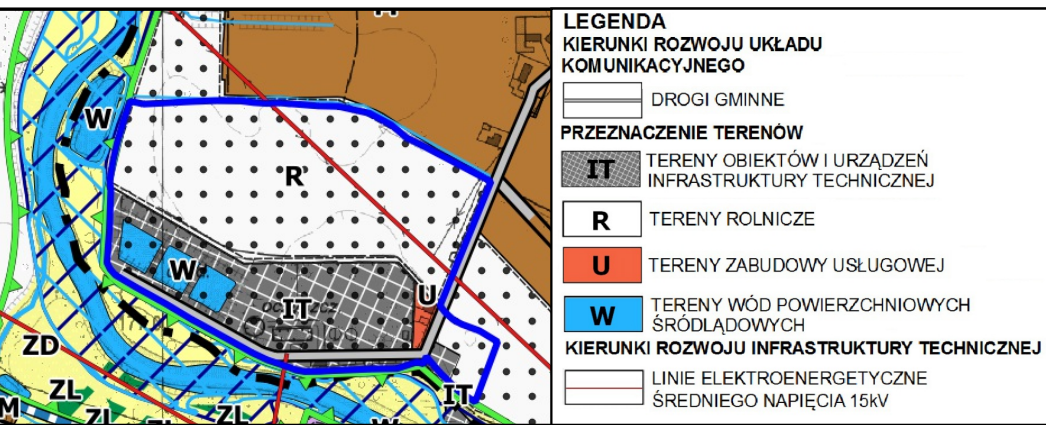 W
R
W
IT
U
ZD
ZL
M
ZL
ZL
W
IT
LEGENDA
KIERUNKI ROZWOJU UKŁADU
KOMUNIKACYJNEGO
DROGI GMINNE
PRZEZNACZENIE TERENÓW
IT
TERENY OBIEKTÓW I URZĄDZEŃ
INFRASTRUKTURY TECHNICZNEJ
R
TERENY ROLNICZE
U
TERENY ZABUDOWY USŁUGOWEJ
W
TERENY WÓD POWIERZCHNIOWYCH
ŚRÓDLĄDOWYCH
KIERUNKI ROZWOJU INFRASTRUKTURY TECHNICZNEJ
LINIE ELEKTROENERGETYCZNE
ŚREDNIEGO NAPIĘCIA 15kV